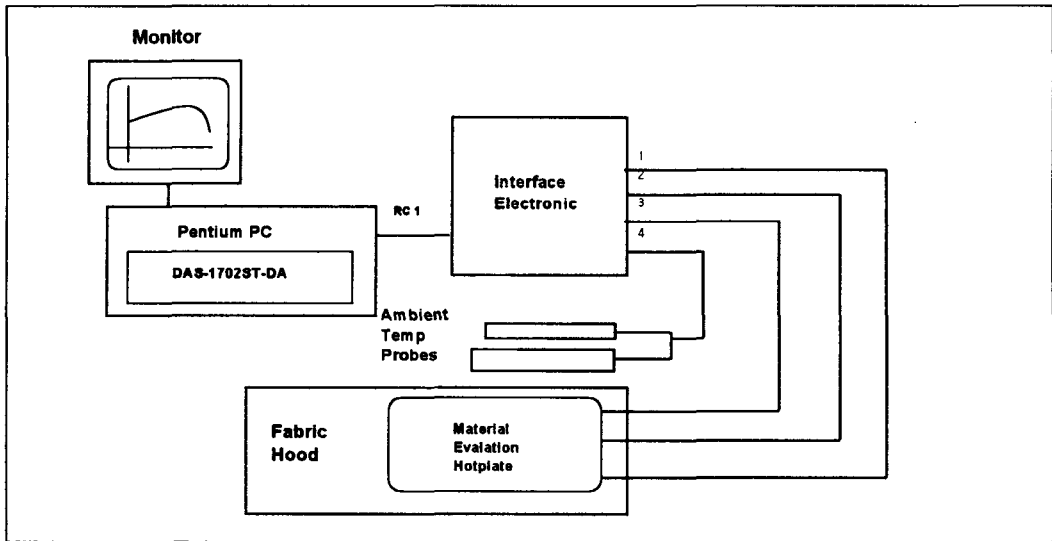 Monitor
Pentium PC
DAS-1702ST-DA
RC 1
Interface
Electronic
1
2
3
4
Ambient
Temp
Probes
Fabric
Hood
Material
Evalation
Hotplate